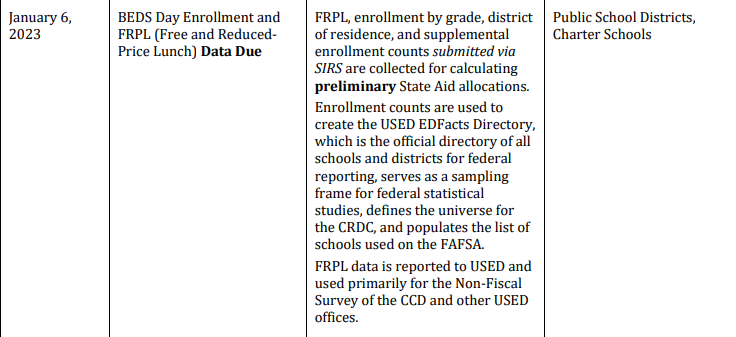 January 6,
2023
BEDS Day Enrollment and
FRPL (Free and Reduced-
Price Lunch) Data Due
FRPL, enrollment by grade, district
of residence, and supplemental
enrollment counts submitted via
SIRS are collected for calculating
preliminary State Aid allocations.
Enrollment counts are used to
create the USED EDFacts Directory,
which is the official directory of all
schools and districts for federal
reporting, serves as a sampling
frame for federal statistical
studies, defines the universe for
the CRDC, and populates the list of
schools used on the FAFSA.
FRPL data is reported to USED and
used primarily for the Non-Fiscal
Survey of the CCD and other USED
offices.
Public School Districts,
Charter Schools